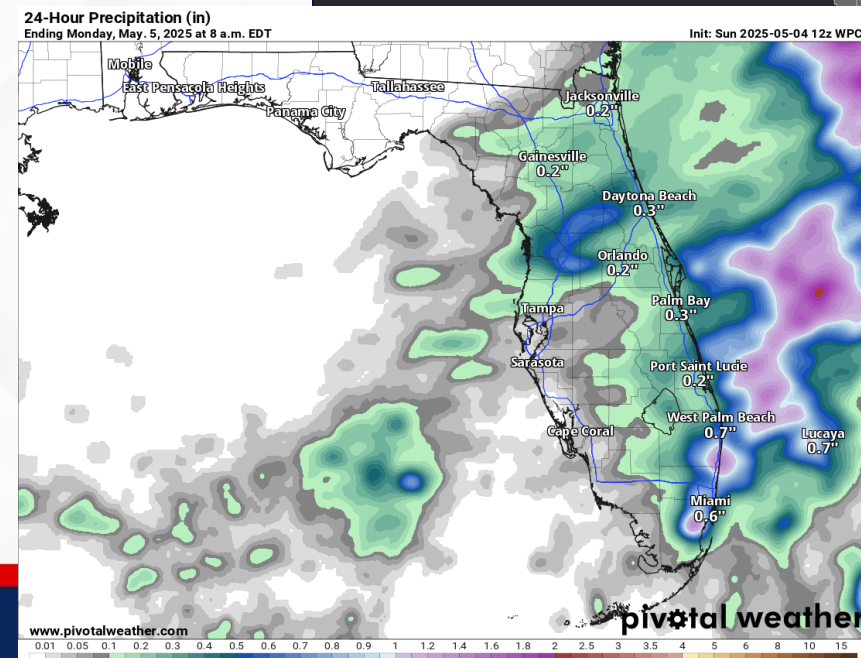 24-Hour Precipitation (in)
Ending Monday, May. 5, 2025 at 8 a.m. EDT
Init: Sun 2025-05-04 12z WPC
Mobile
East Pensacola Heights
Tallahassee
Panama City
Jacksonville
0.2"
Gainesville
0.2"
Daytona Beach
0.3"
Orlando
0.2"
Palm Bay
0.3"
Tampa
Sarasota
Port Saint Lucie
0.2"
West Palm Beach
0.7"
Cape Coral
Lucaya
0.7"
Miami
0.6"
pivotal weather
www.pivotalweather.com
0.01 0.05 0.1 0.2 0.3 0.4 0.5 0.6 0.7 0.8 0.9 1 1.2 1.4 1.6 1.8 2 2.5 3 3.5 4 5 6 8 10 15